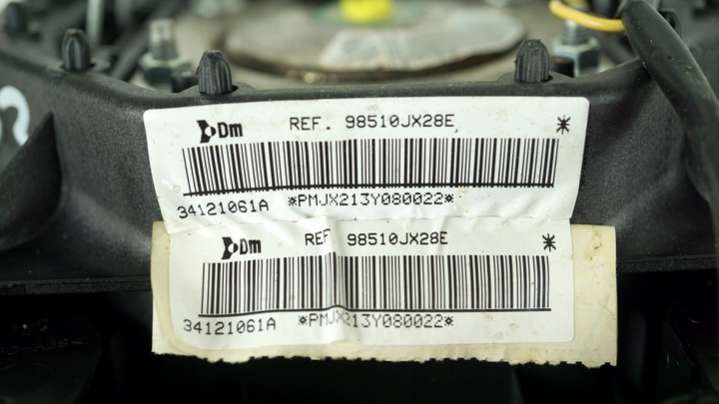 Dm REF. 98510JX28E *
34121061A *PMJX213Y080022*
Dm REF 98510JX28E *
34121061A *PMJX213Y080022*